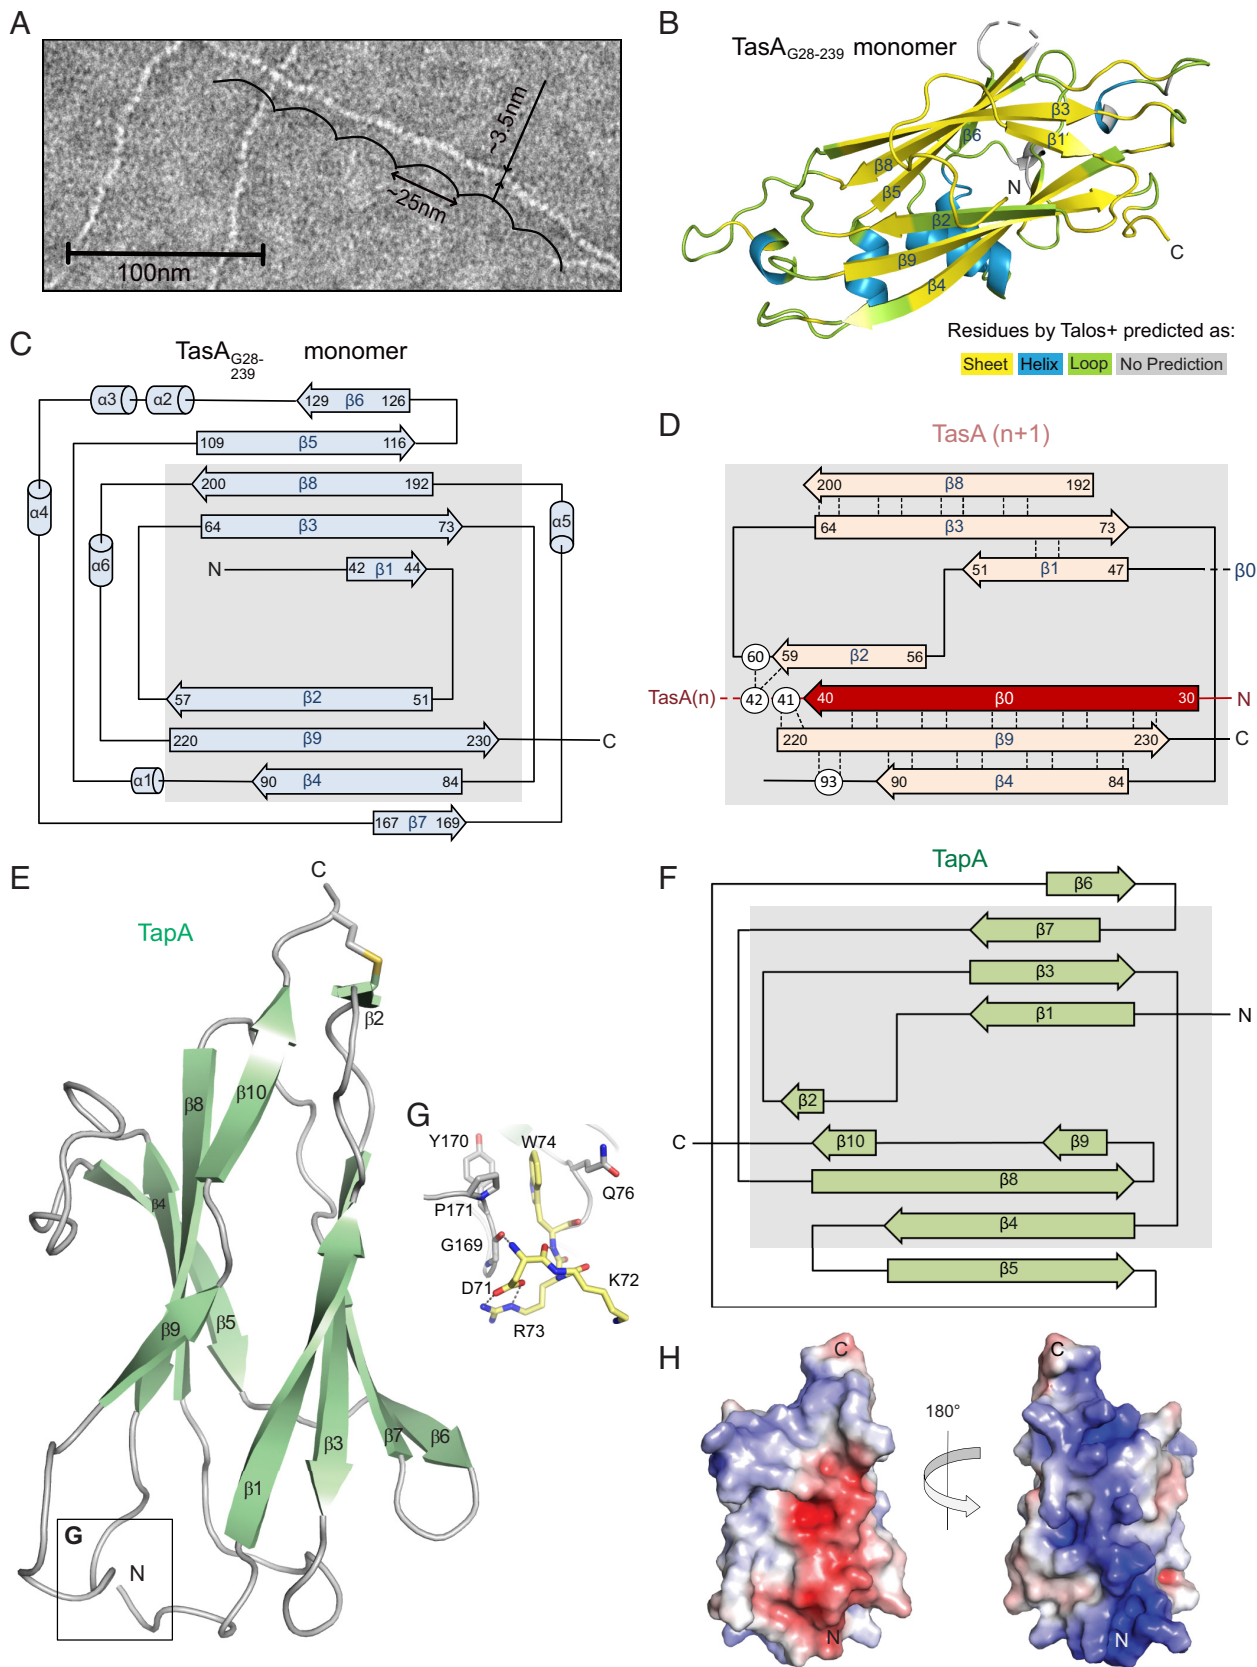 A
~3.5nm
~25nm
100nm
B
TasA G28-239 monomer
β3
β1'
β6
β8
β5
N
β2
β9
β4
C
Residues by Talos+ predicted as:
Sheet Helix Loop No Prediction
C
TasA G28-239 monomer
α3 α2 129 β6 126
109 β5 116
200 β8 192
α4 α5
64 β3 73
α6
N 42 β1 44
57 β2 51
220 β9 230 C
α1 90 β4 84
167 β7 169
D
TasA (n+1)
200 β8 192
64 β3 73
51 β1 47 β0
60 59 β2 56
TasA(n) 42 41 40 β0 30 N
220 β9 230 C
93 90 β4 84
E
TapA
C
β2
β8
β10
β4
β5
β9
β7
β6
β3
β1
G
N
G
Y170
W74
Q76
P171
G169
D71
K72
R73
F
TapA
β6
β7
β3
β1 N
β2
C β10 β9
β8
β4
β5
H
C
N
180°
C
N